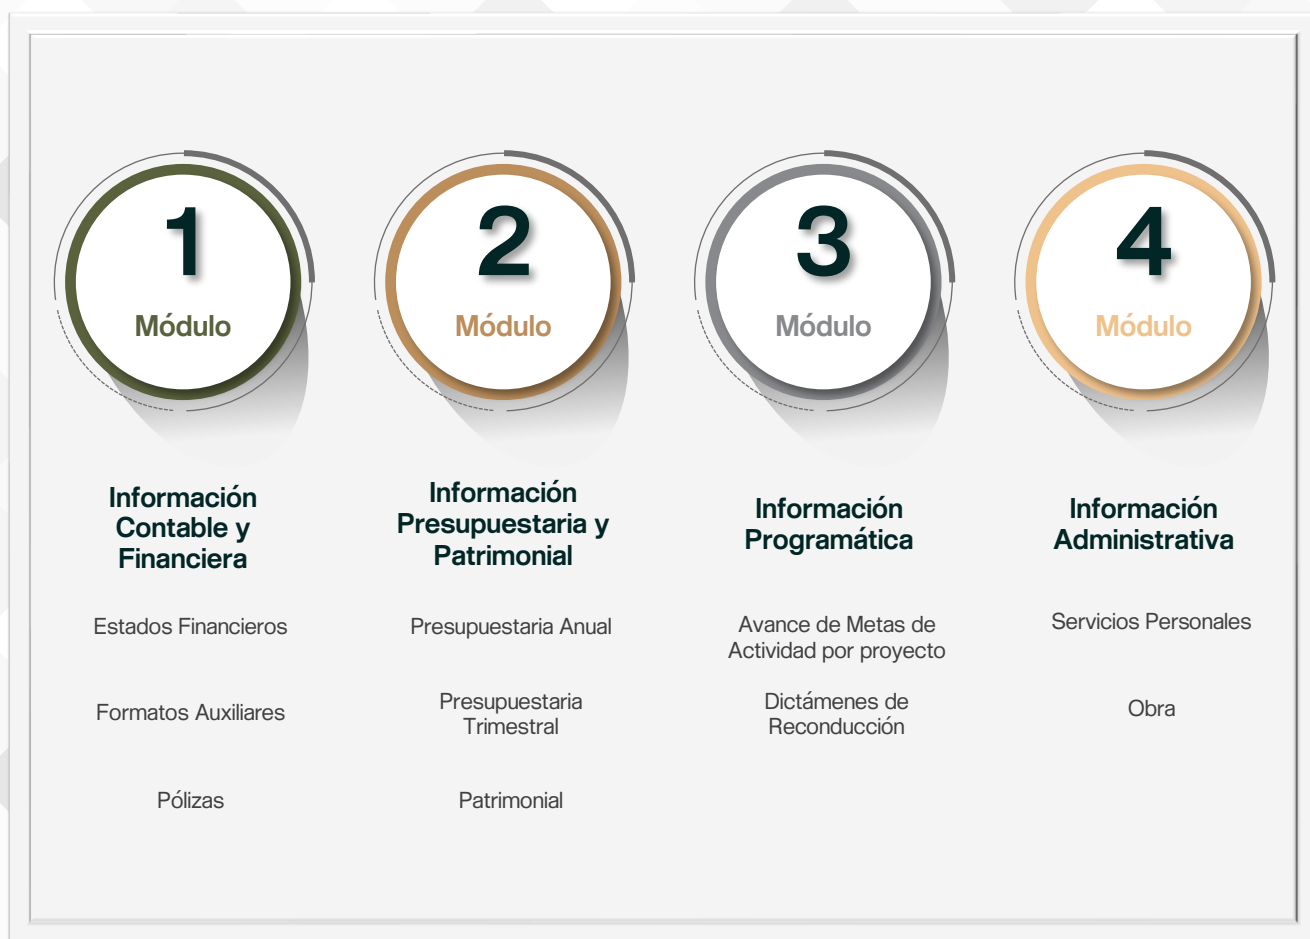 1
Módulo
Información
Contable y
Financiera
Estados Financieros
Formatos Auxiliares
Pólizas
2
Módulo
Información
Presupuestaria y
Patrimonial
Presupuestaria Anual
Presupuestaria
Trimestral
Patrimonial
3
Módulo
Información
Programática
Avance de Metas de
Actividad por proyecto
Dictámenes de
Reconducción
4
Módulo
Información
Administrativa
Servicios Personales
Obra